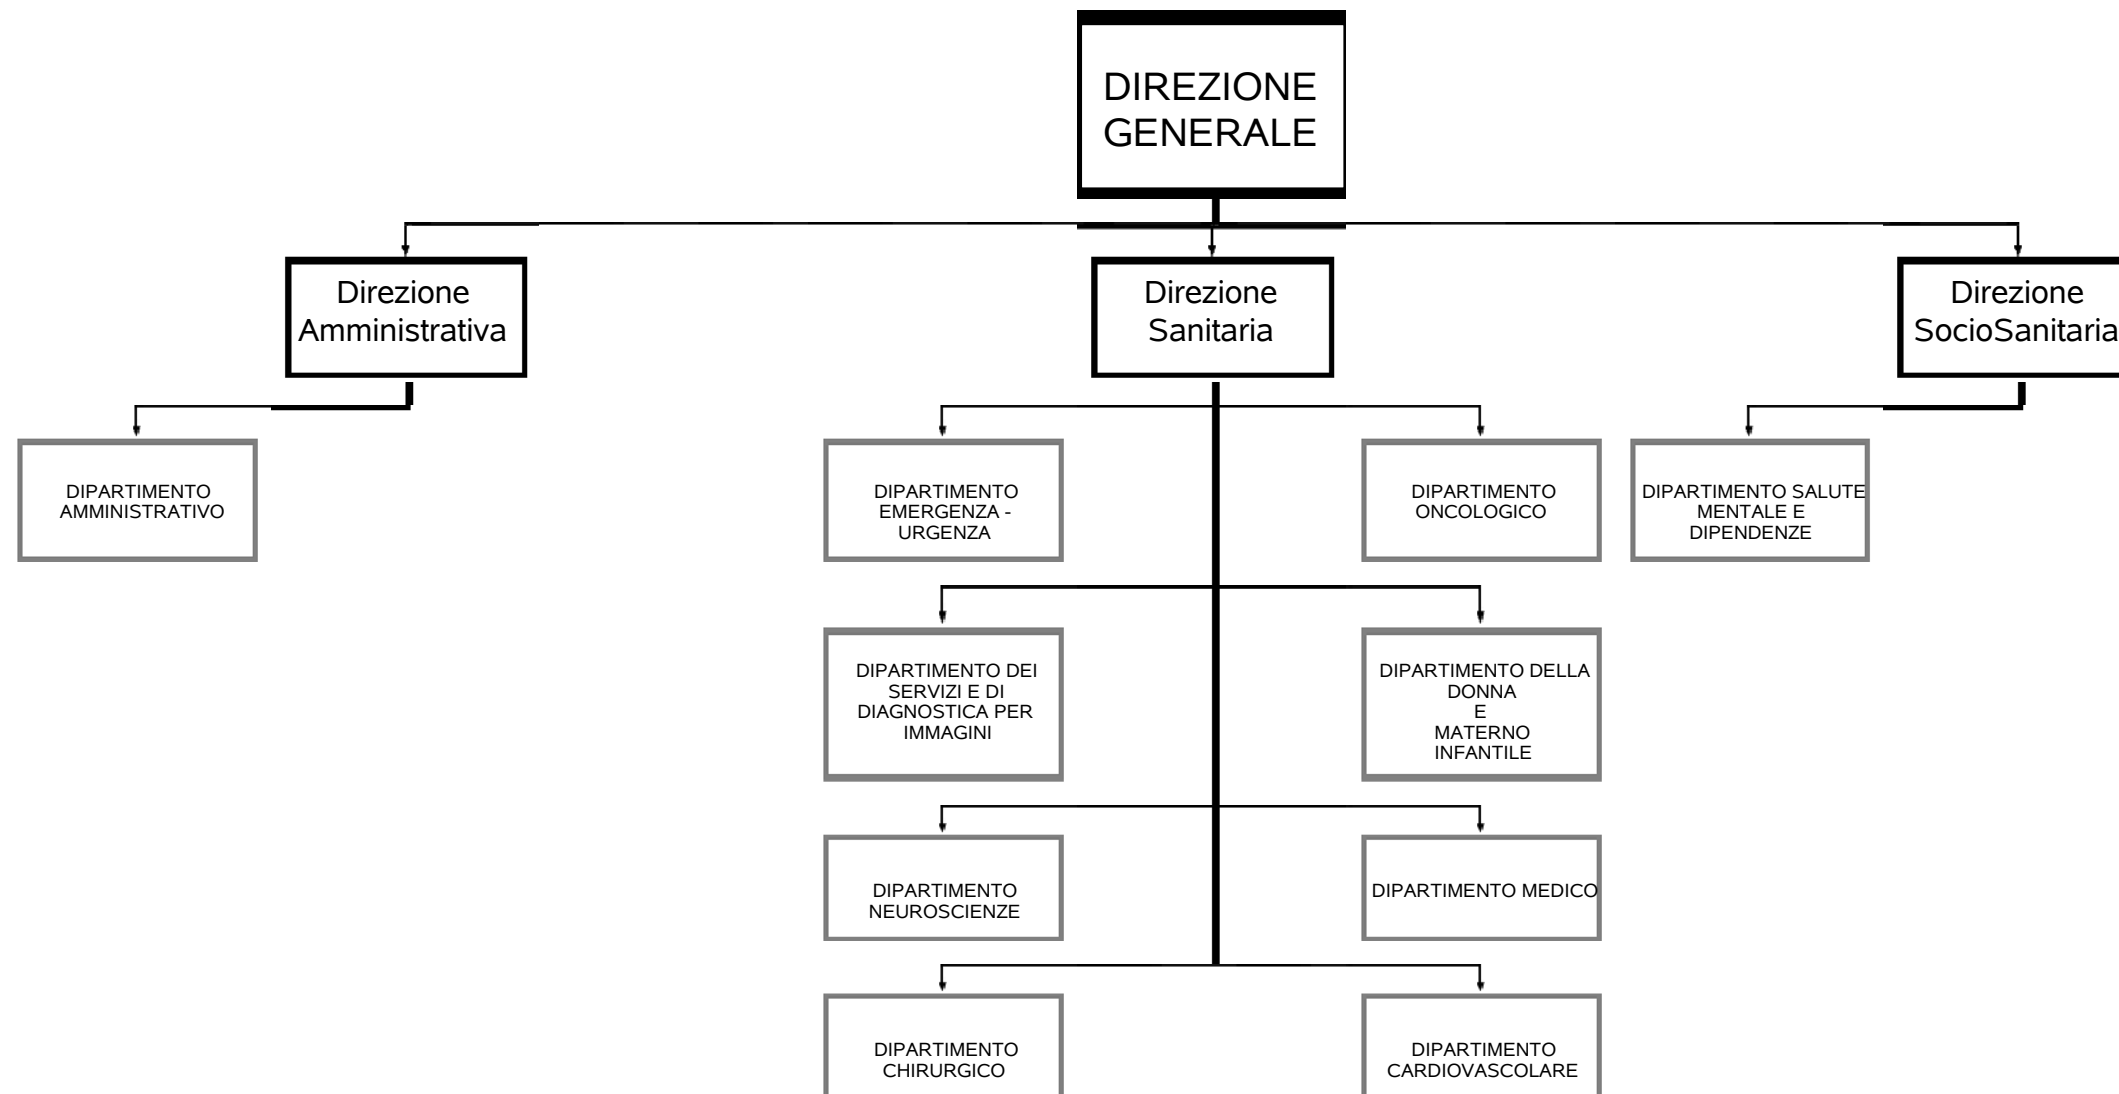 DIREZIONE
GENERALE
Direzione
Amministrativa
Direzione
Sanitaria
Direzione
SocioSanitaria
DIPARTIMENTO
AMMINISTRATIVO
DIPARTIMENTO
EMERGENZA -
URGENZA
DIPARTIMENTO
ONCOLOGICO
DIPARTIMENTO SALUTE
MENTALE E
DIPENDENZE
DIPARTIMENTO DEI
SERVIZI E DI
DIAGNOSTICA PER
IMMAGINI
DIPARTIMENTO DELLA
DONNA
E
MATERNO
INFANTILE
DIPARTIMENTO
NEUROSCIENZE
DIPARTIMENTO MEDICO
DIPARTIMENTO
CHIRURGICO
DIPARTIMENTO
CARDIOVASCOLARE